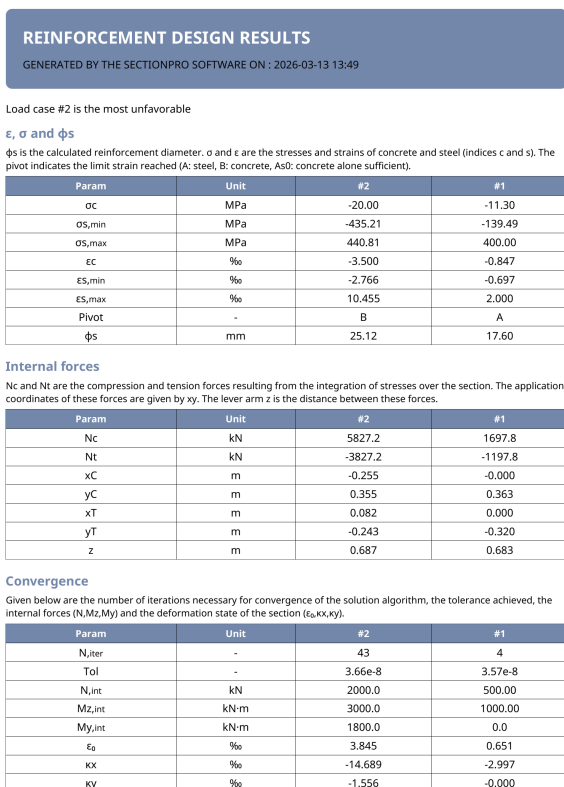 REINFORCEMENT DESIGN RESULTS
GENERATED BY THE SECTIONPRO SOFTWARE ON : 2026-03-13 13:49
Load case #2 is the most unfavorable
ε, σ and ϕs
ϕs is the calculated reinforcement diameter. σ and ε are the stresses and strains of concrete and steel (indices c and s). The
pivot indicates the limit strain reached (A: steel, B: concrete, As0: concrete alone sufficient).
Param Unit #2 #1
σc MPa -20.00 -11.30
σs,min MPa -435.21 -139.49
σs,max MPa 440.81 400.00
εc ‰ -3.500 -0.847
εs,min ‰ -2.766 -0.697
εs,max ‰ 10.455 2.000
Pivot - B A
ϕs mm 25.12 17.60
Internal forces
Nc and Nt are the compression and tension forces resulting from the integration of stresses over the section. The application
coordinates of these forces are given by xy. The lever arm z is the distance between these forces.
Param Unit #2 #1
Nc kN 5827.2 1697.8
Nt kN -3827.2 -1197.8
xC m -0.255 -0.000
yC m 0.355 0.363
xT m 0.082 0.000
yT m -0.243 -0.320
z m 0.687 0.683
Convergence
Given below are the number of iterations necessary for convergence of the solution algorithm, the tolerance achieved, the
internal forces (N,Mz,My) and the deformation state of the section (ε₀,κx,κy).
Param Unit #2 #1
N,iter - 43 4
Tol - 3.66e-8 3.57e-8
N,int kN 2000.0 500.00
Mz,int kN·m 3000.0 1000.00
My,int kN·m 1800.0 0.0
ε₀ ‰ 3.845 0.651
κx ‰ -14.689 -2.997
κy ‰ -1.556 -0.000